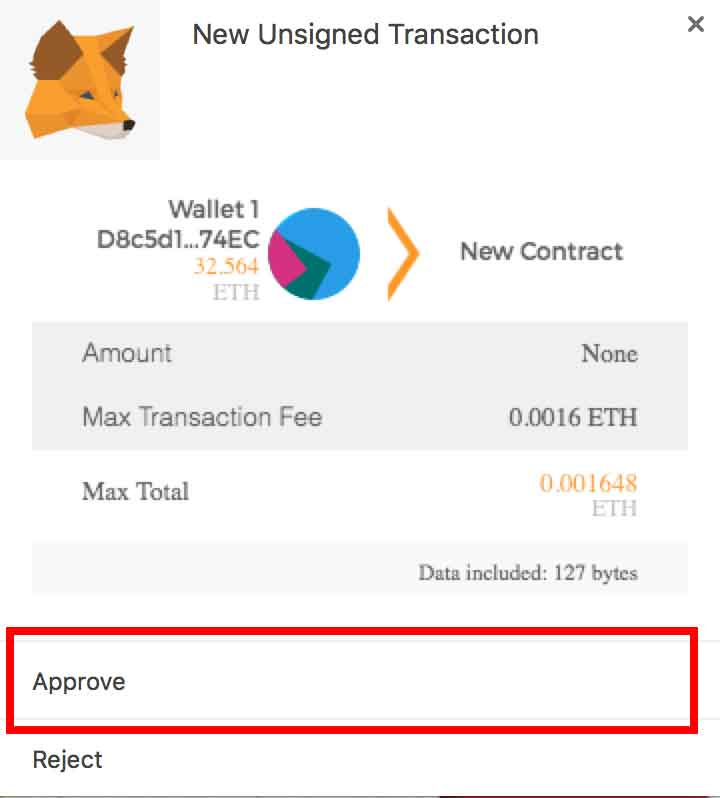 New Unsigned Transaction
×
Wallet 1
D8c5d1...74EC
32.564
ETH
New Contract
Amount None
Max Transaction Fee 0.0016 ETH
Max Total 0.001648
ETH
Data included: 127 bytes
Approve
Reject